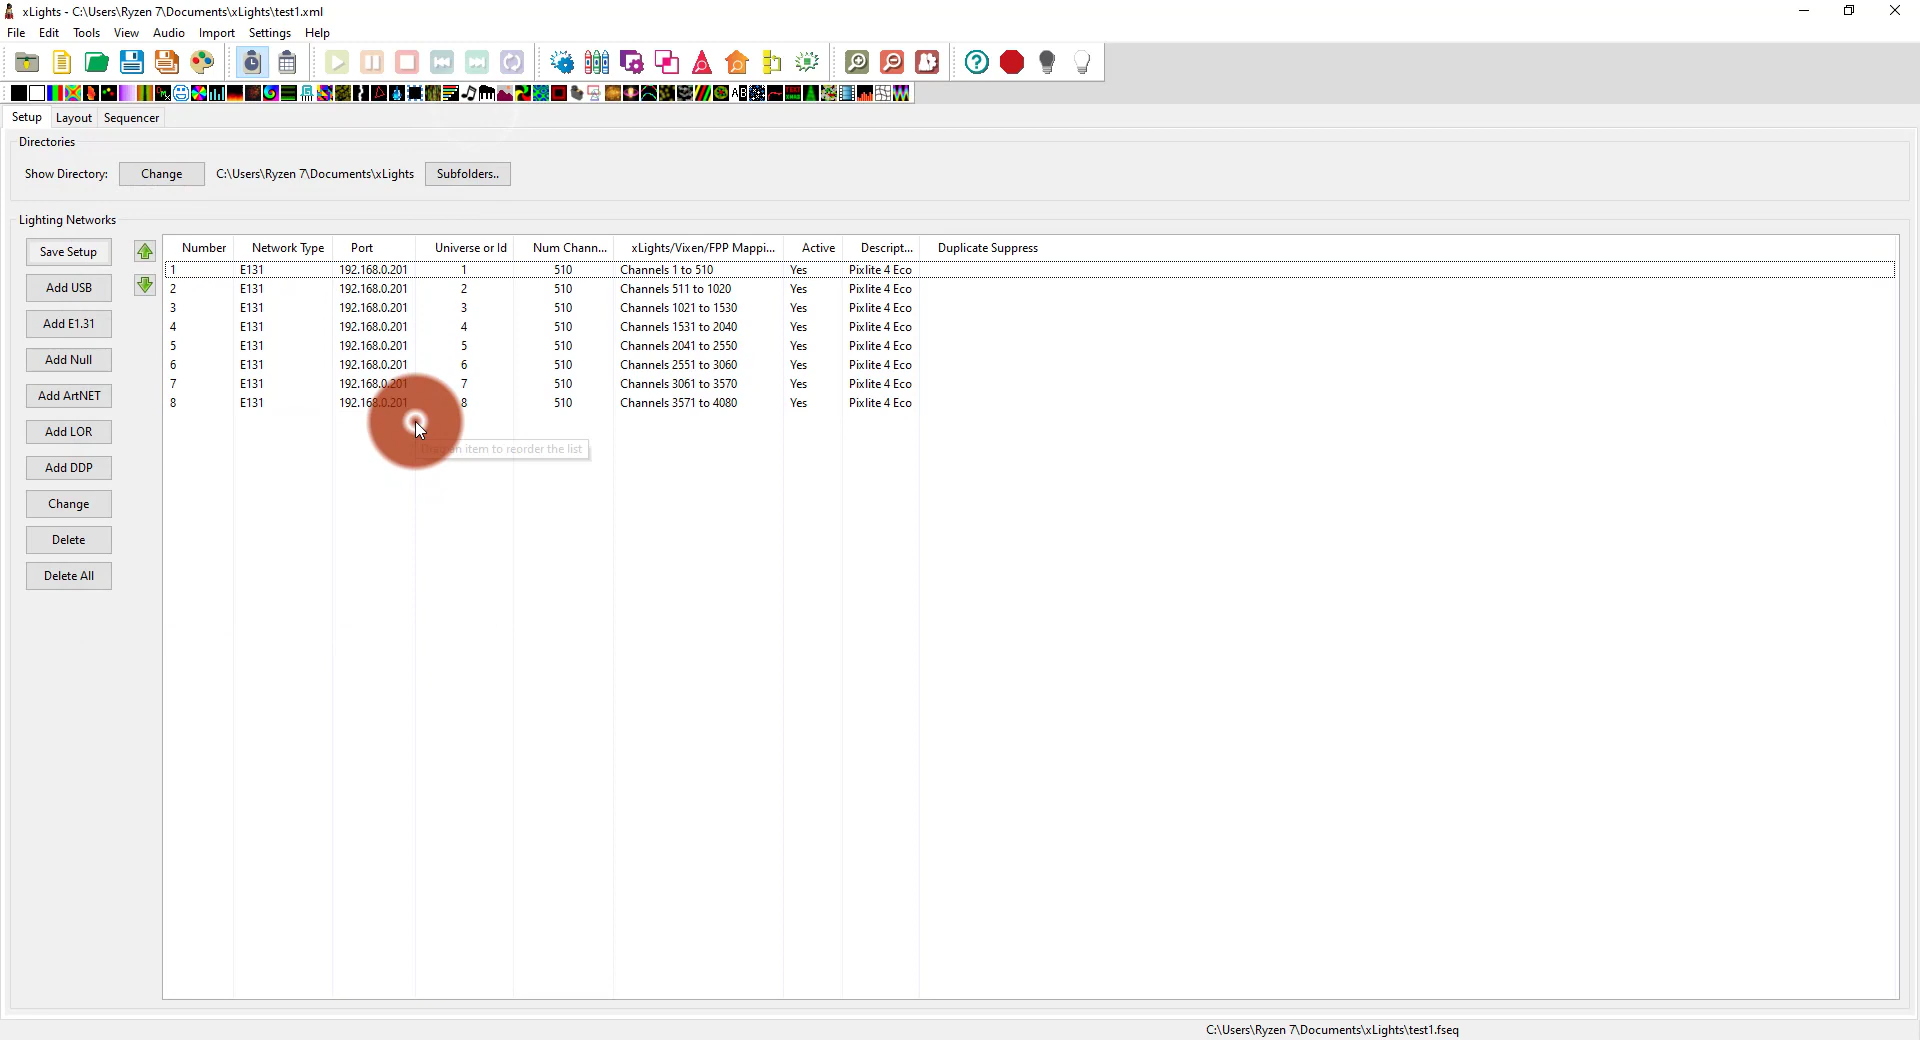 xLights - C:\Users\Ryzen 7\Documents\xLights\test1.xml
File Edit Tools View Audio Import Settings Help
Setup Layout Sequencer
Directories
Show Directory: Change C:\Users\Ryzen 7\Documents\xLights Subfolders..
Lighting Networks
Save Setup
Add USB
Add E1.31
Add Null
Add ArtNET
Add LOR
Add DDP
Change
Delete
Delete All
Number Network Type Port Universe or Id Num Chann... xLights/Vixen/FPP Mappi... Active Descript... Duplicate Suppress
1 E131 192.168.0.201 1 510 Channels 1 to 510 Yes Pixlite 4 Eco
2 E131 192.168.0.201 2 510 Channels 511 to 1020 Yes Pixlite 4 Eco
3 E131 192.168.0.201 3 510 Channels 1021 to 1530 Yes Pixlite 4 Eco
4 E131 192.168.0.201 4 510 Channels 1531 to 2040 Yes Pixlite 4 Eco
5 E131 192.168.0.201 5 510 Channels 2041 to 2550 Yes Pixlite 4 Eco
6 E131 192.168.0.201 6 510 Channels 2551 to 3060 Yes Pixlite 4 Eco
7 E131 192.168.0.201 7 510 Channels 3061 to 3570 Yes Pixlite 4 Eco
8 E131 192.168.0.201 8 510 Channels 3571 to 4080 Yes Pixlite 4 Eco
item to reorder the list
C:\Users\Ryzen 7\Documents\xLights\test1.fseq